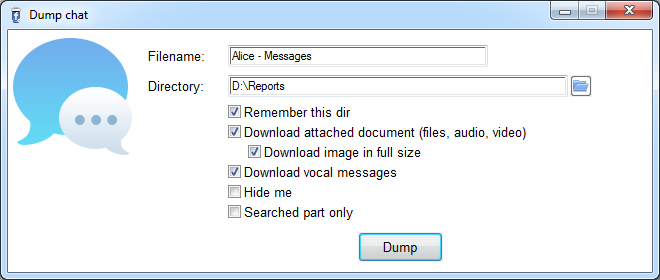 Dump chat
Filename: Alice - Messages
Directory: D:\Reports
Remember this dir
Download attached document (files, audio, video)
Download image in full size
Download vocal messages
Hide me
Searched part only
Dump